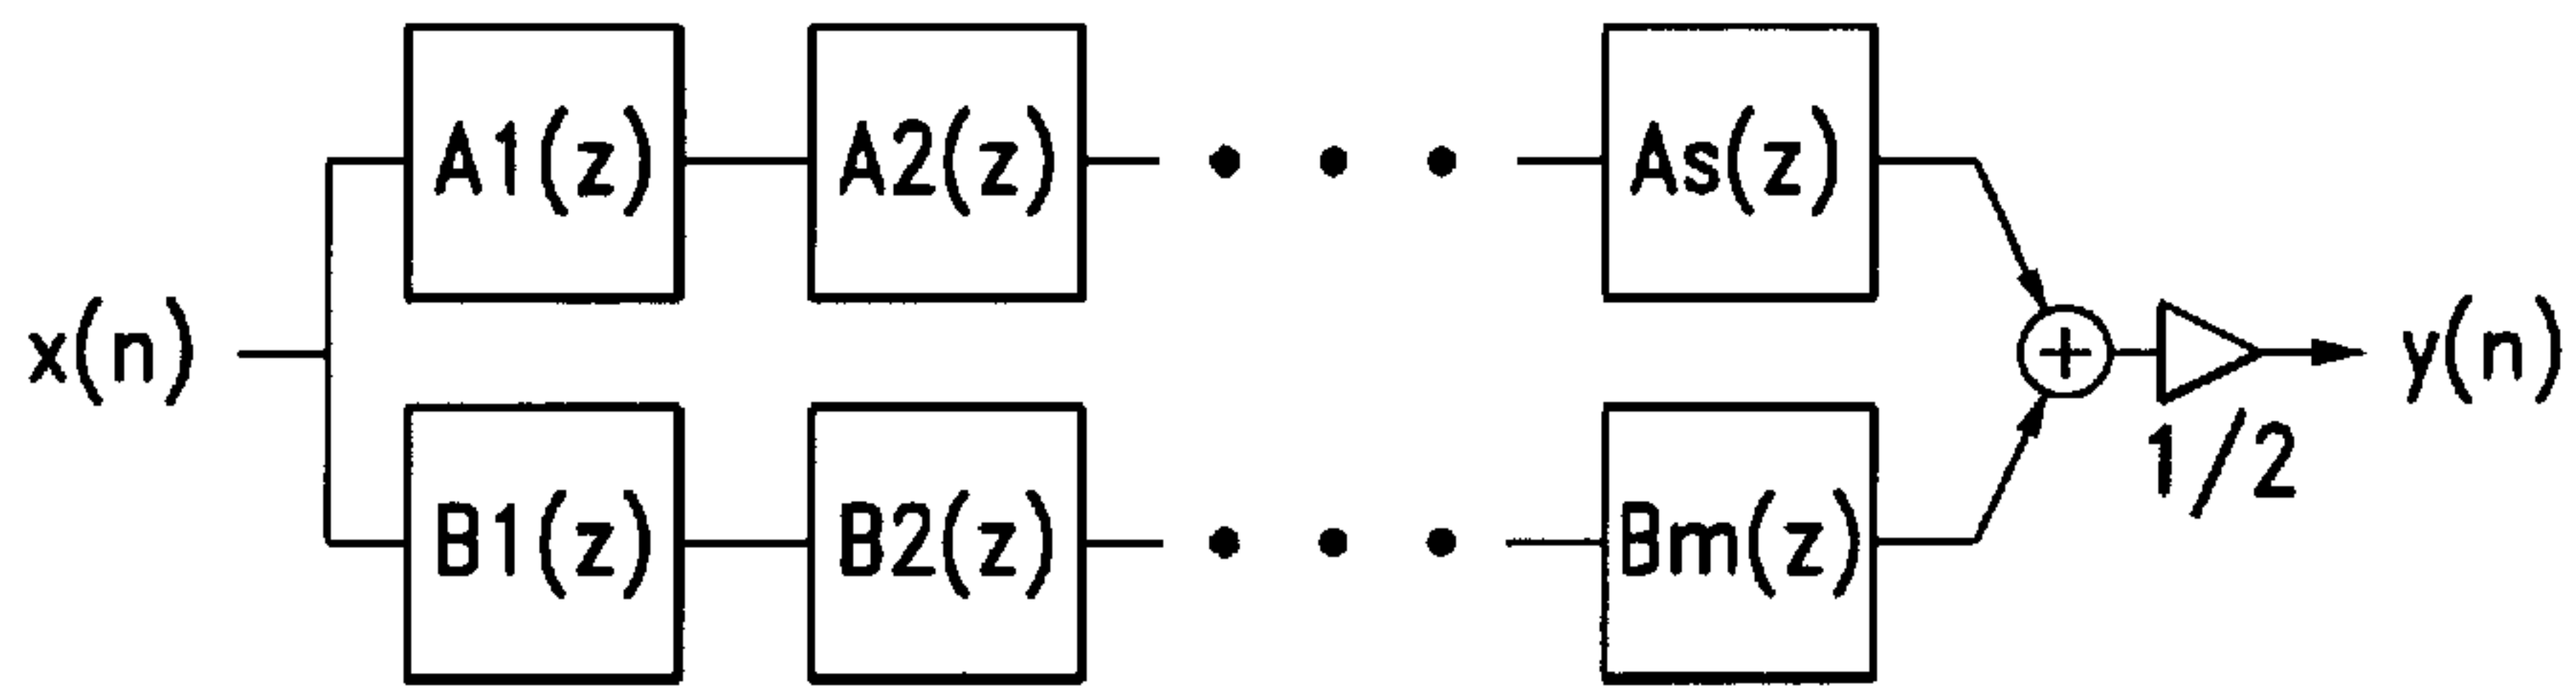 A1(z) A2(z) • • • As(z)
x(n) + y(n)
1/2
B1(z) B2(z) • • • Bm(z)